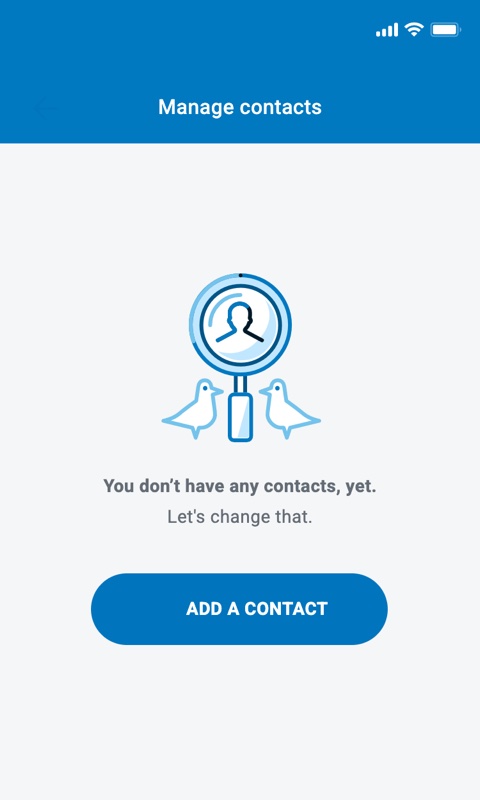 Manage contacts
You don’t have any contacts, yet.
Let's change that.
ADD A CONTACT